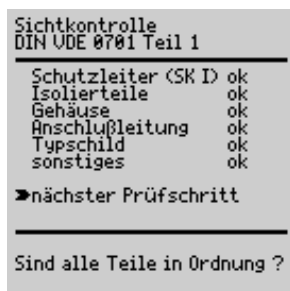 Sichtkontrolle
DIN VDE 0701 Teil 1
Schutzleiter (SK I) ok
Isolierteile ok
Gehäuse ok
Anschlußleitung ok
Typschild ok
sonstiges ok
➤nächster Prüfschritt
Sind alle Teile in Ordnung ?